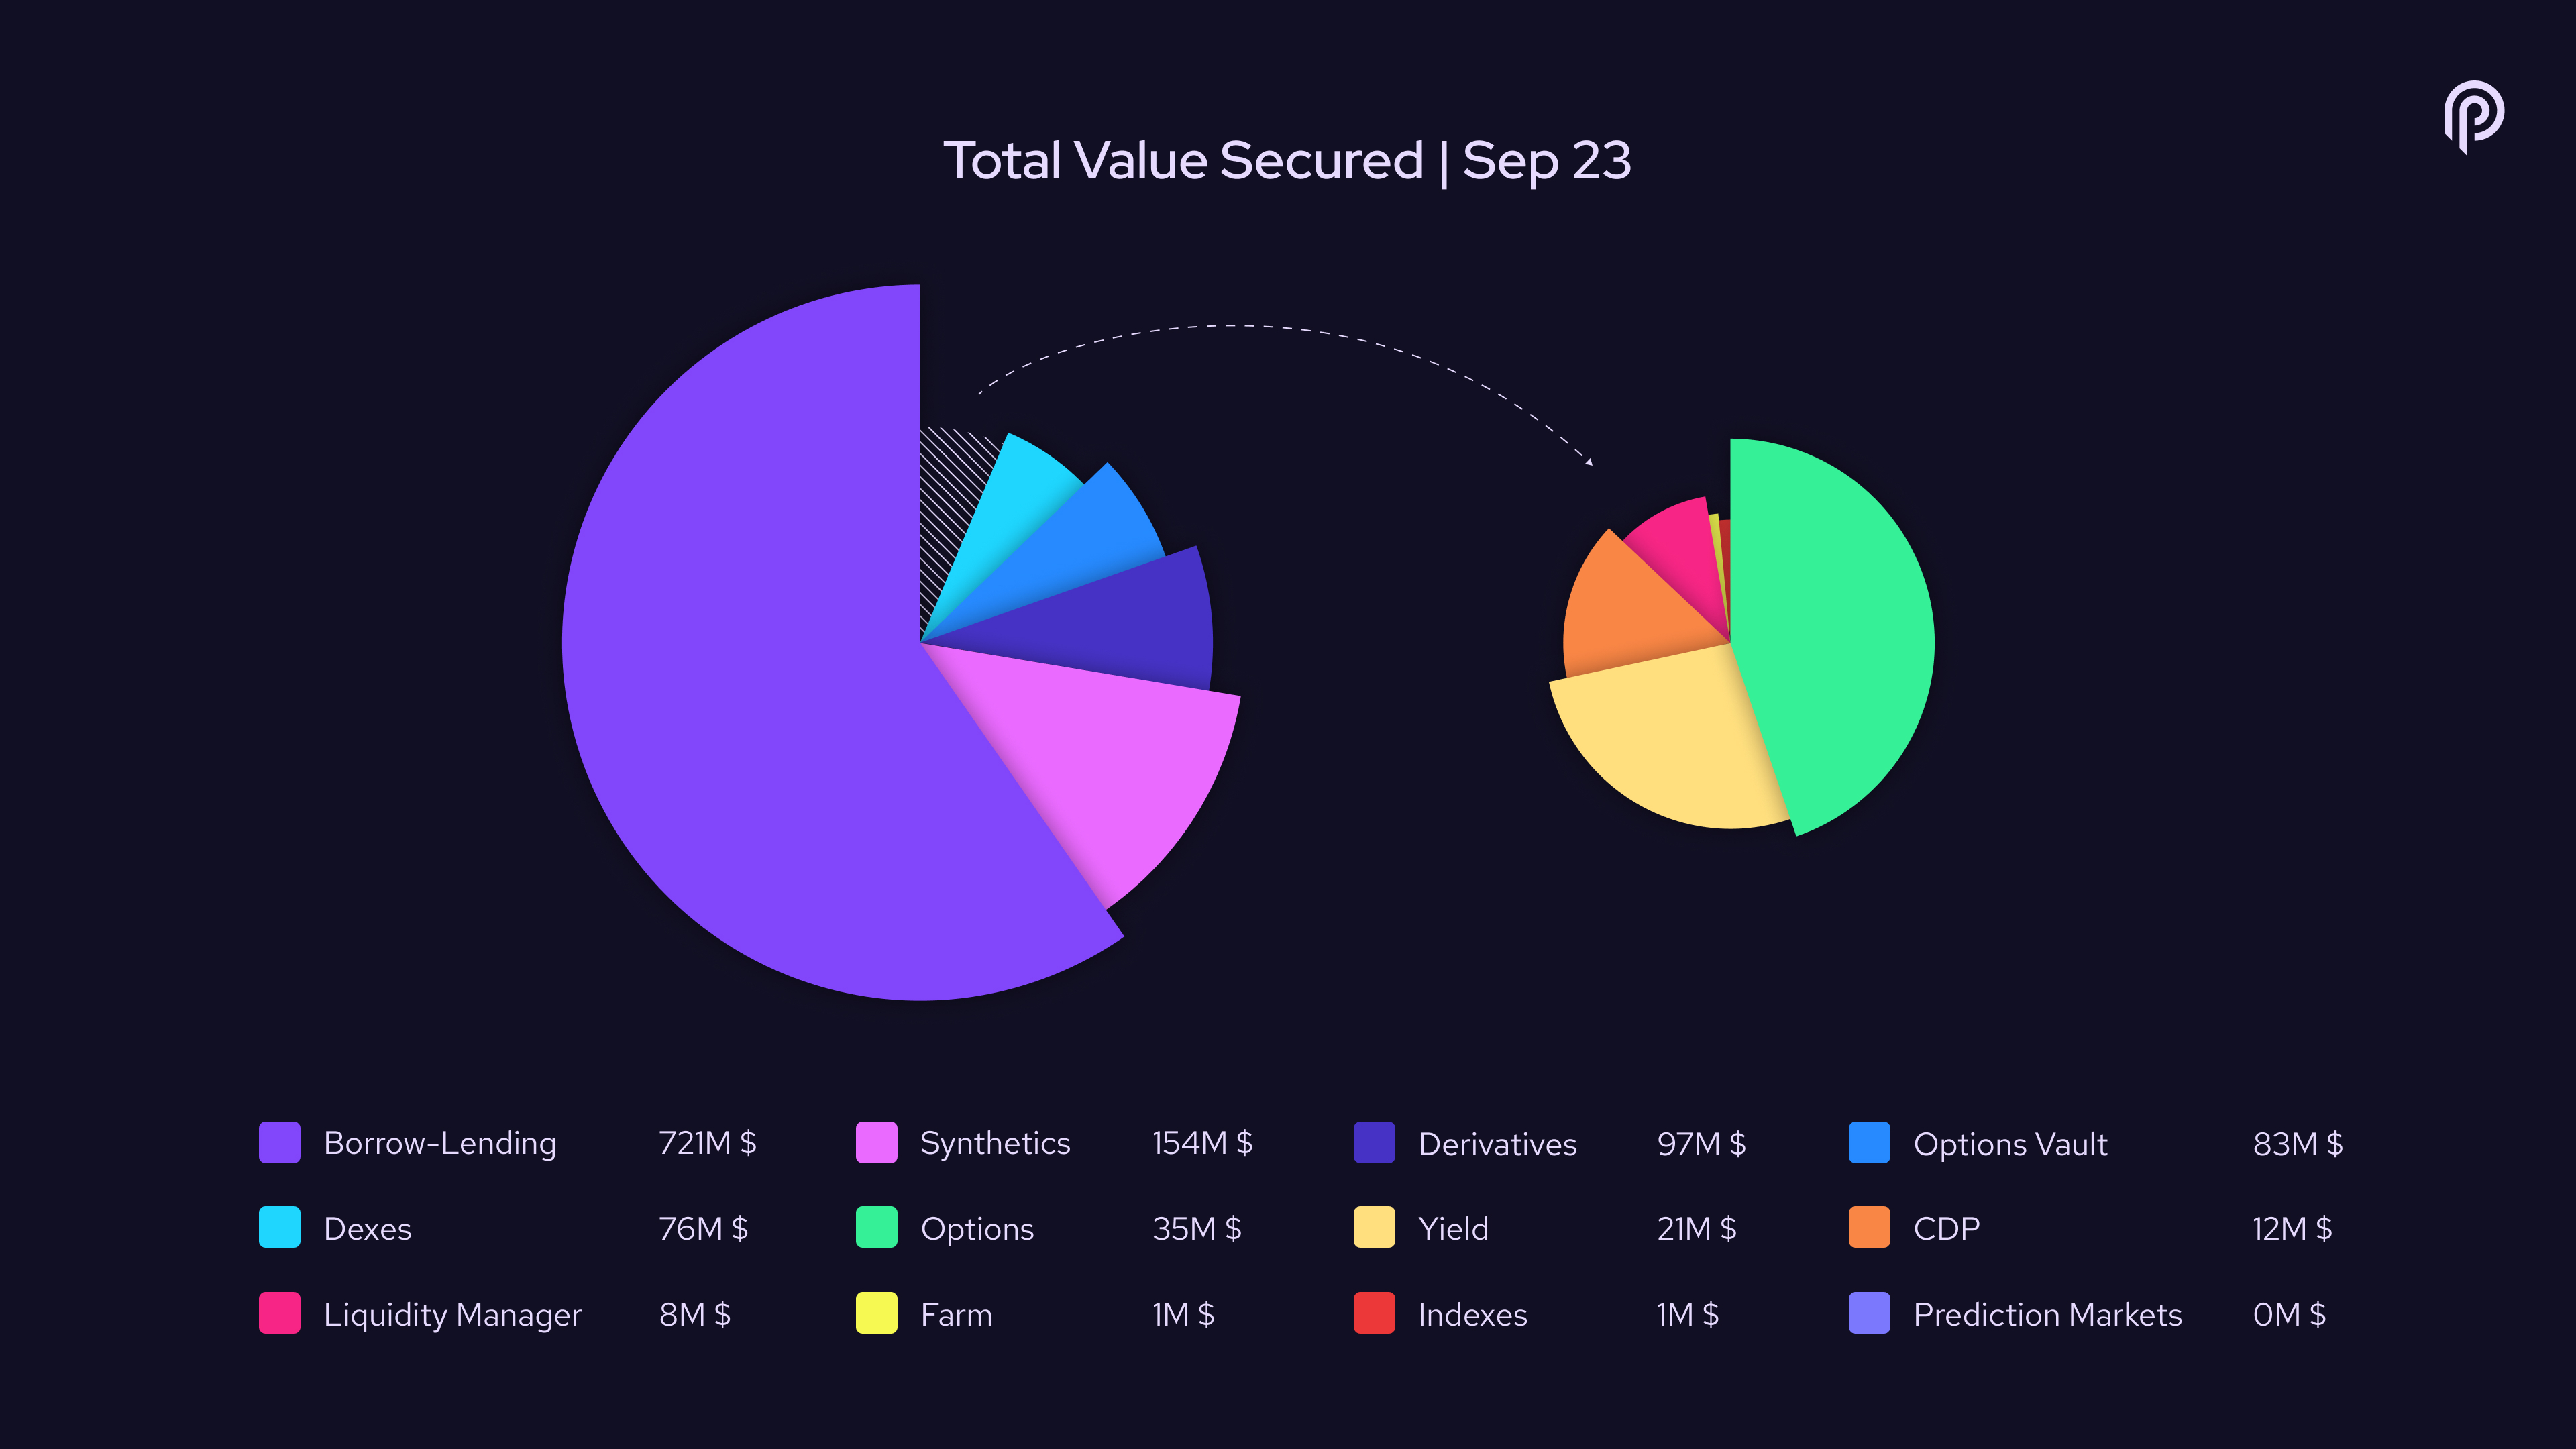 Total Value Secured | Sep 23
Borrow-Lending 721M $ Synthetics 154M $ Derivatives 97M $ Options Vault 83M $
Dexes 76M $ Options 35M $ Yield 21M $ CDP 12M $
Liquidity Manager 8M $ Farm 1M $ Indexes 1M $ Prediction Markets 0M $